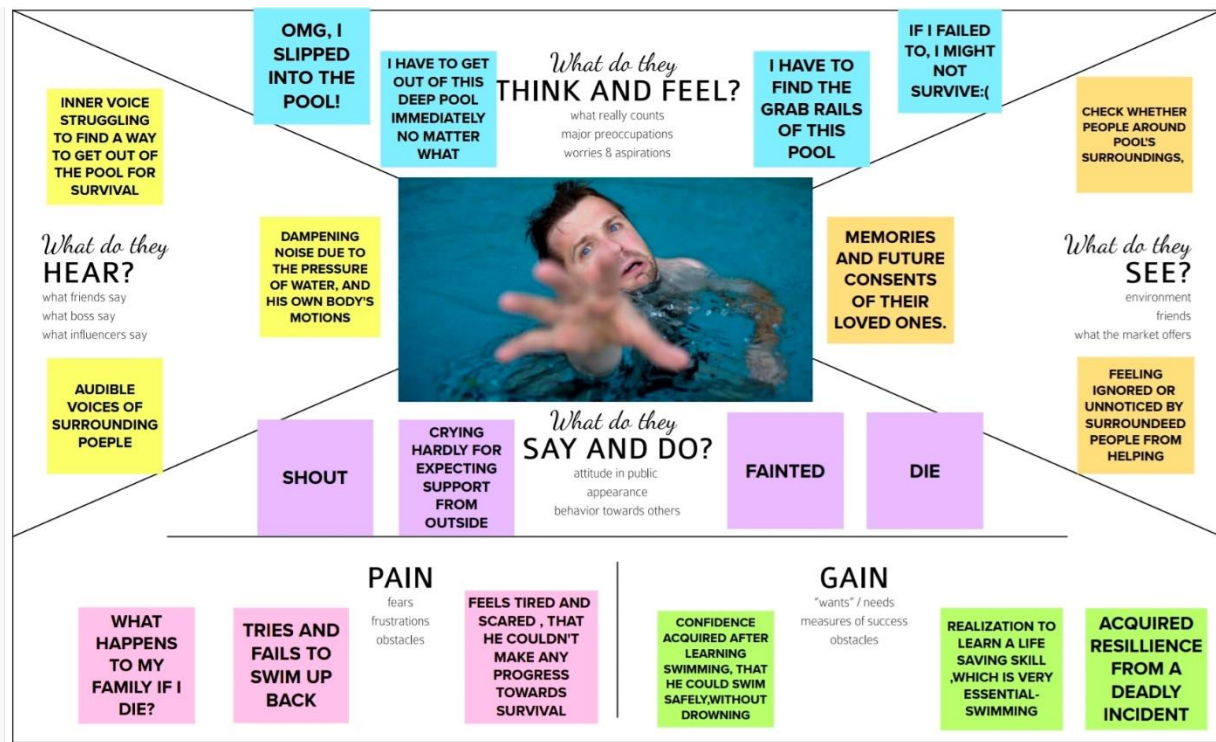 OMG, I
SLIPPED
INTO THE
POOL!
I HAVE TO GET
OUT OF THIS
DEEP POOL
IMMEDIATELY
NO MATTER
WHAT
What do they
THINK AND FEEL?
what really counts
major preoccupations
worries & aspirations
I HAVE TO
FIND THE
GRAB RAILS
OF THIS
POOL
IF I FAILED
TO, I MIGHT
NOT
SURVIVE:(
INNER VOICE
STRUGGLING
TO FIND A WAY
TO GET OUT OF
THE POOL FOR
SURVIVAL
What do they
HEAR?
what friends say
what boss say
what influencers say
DAMPENING
NOISE DUE TO
THE PRESSURE
OF WATER, AND
HIS OWN BODY'S
MOTIONS
AUDIBLE
VOICES OF
SURROUNDING
POEPLE
CHECK WHETHER
PEOPLE AROUND
POOL'S
SURROUNDINGS,
MEMORIES
AND FUTURE
CONSENTS
OF THEIR
LOVED ONES.
What do they
SEE?
environment
friends
what the market offers
FEELING
IGNORED OR
UNNOTICED BY
SURROUNDEED
PEOPLE FROM
HELPING
SHOUT
CRYING
HARDLY FOR
EXPECTING
SUPPORT
FROM
OUTSIDE
What do they
SAY AND DO?
attitude in public
appearance
behavior towards others
FAINTED
DIE
PAIN
fears
frustrations
obstacles
WHAT
HAPPENS
TO MY
FAMILY IF I
DIE?
TRIES AND
FAILS TO
SWIM UP
BACK
FEELS TIRED AND
SCARED , THAT
HE COULDN'T
MAKE ANY
PROGRESS
TOWARDS
SURVIVAL
GAIN
"wants" / needs
measures of success
obstacles
CONFIDENCE
ACQUIRED AFTER
LEARNING
SWIMMING, THAT
HE COULD SWIM
SAFELY,WITHOUT
DROWNING
REALIZATION TO
LEARN A LIFE
SAVING SKILL
,WHICH IS VERY
ESSENTIAL-
SWIMMING
ACQUIRED
RESILLIENCE
FROM A
DEADLY
INCIDENT